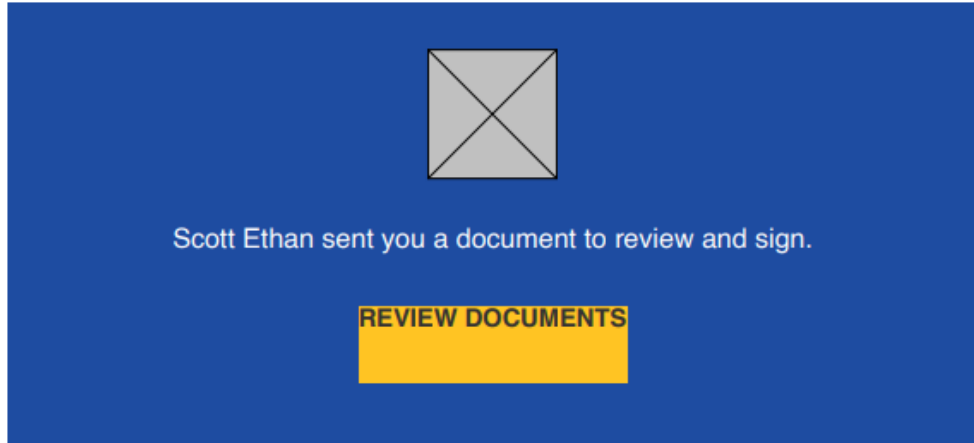 Scott Ethan sent you a document to review and sign.
REVIEW DOCUMENTS